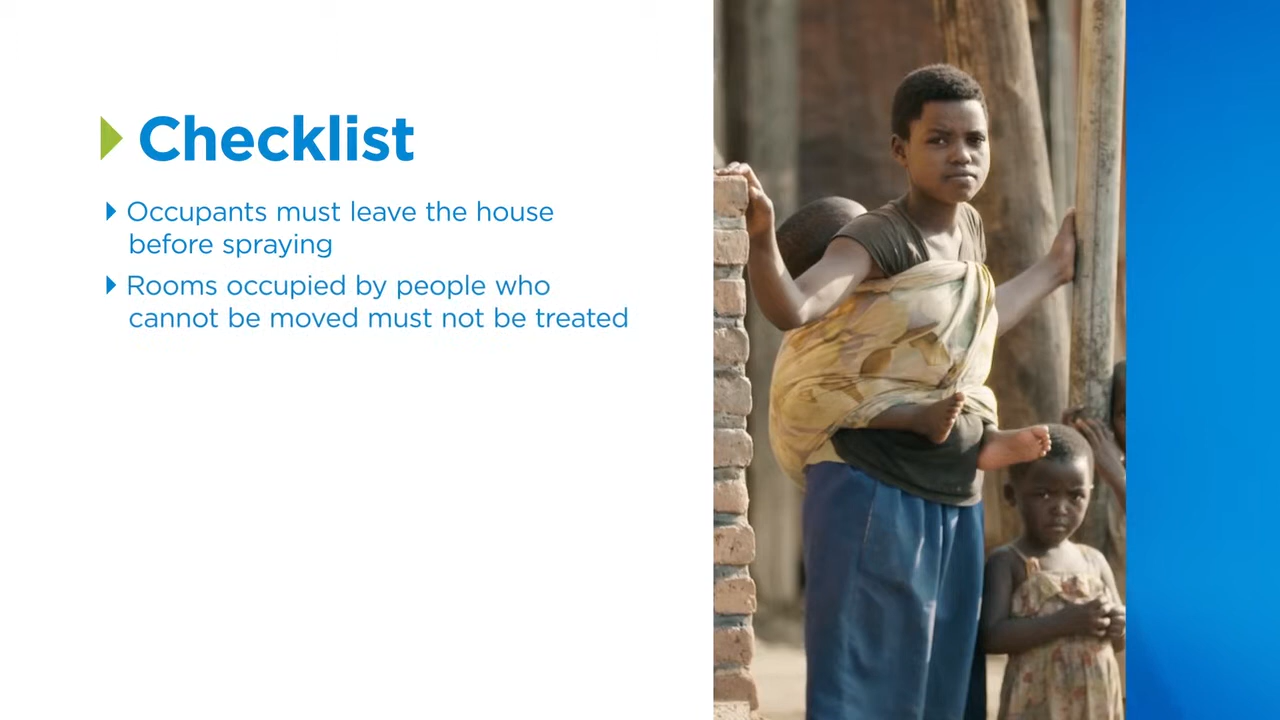 Checklist
Occupants must leave the house
before spraying
Rooms occupied by people who
cannot be moved must not be treated